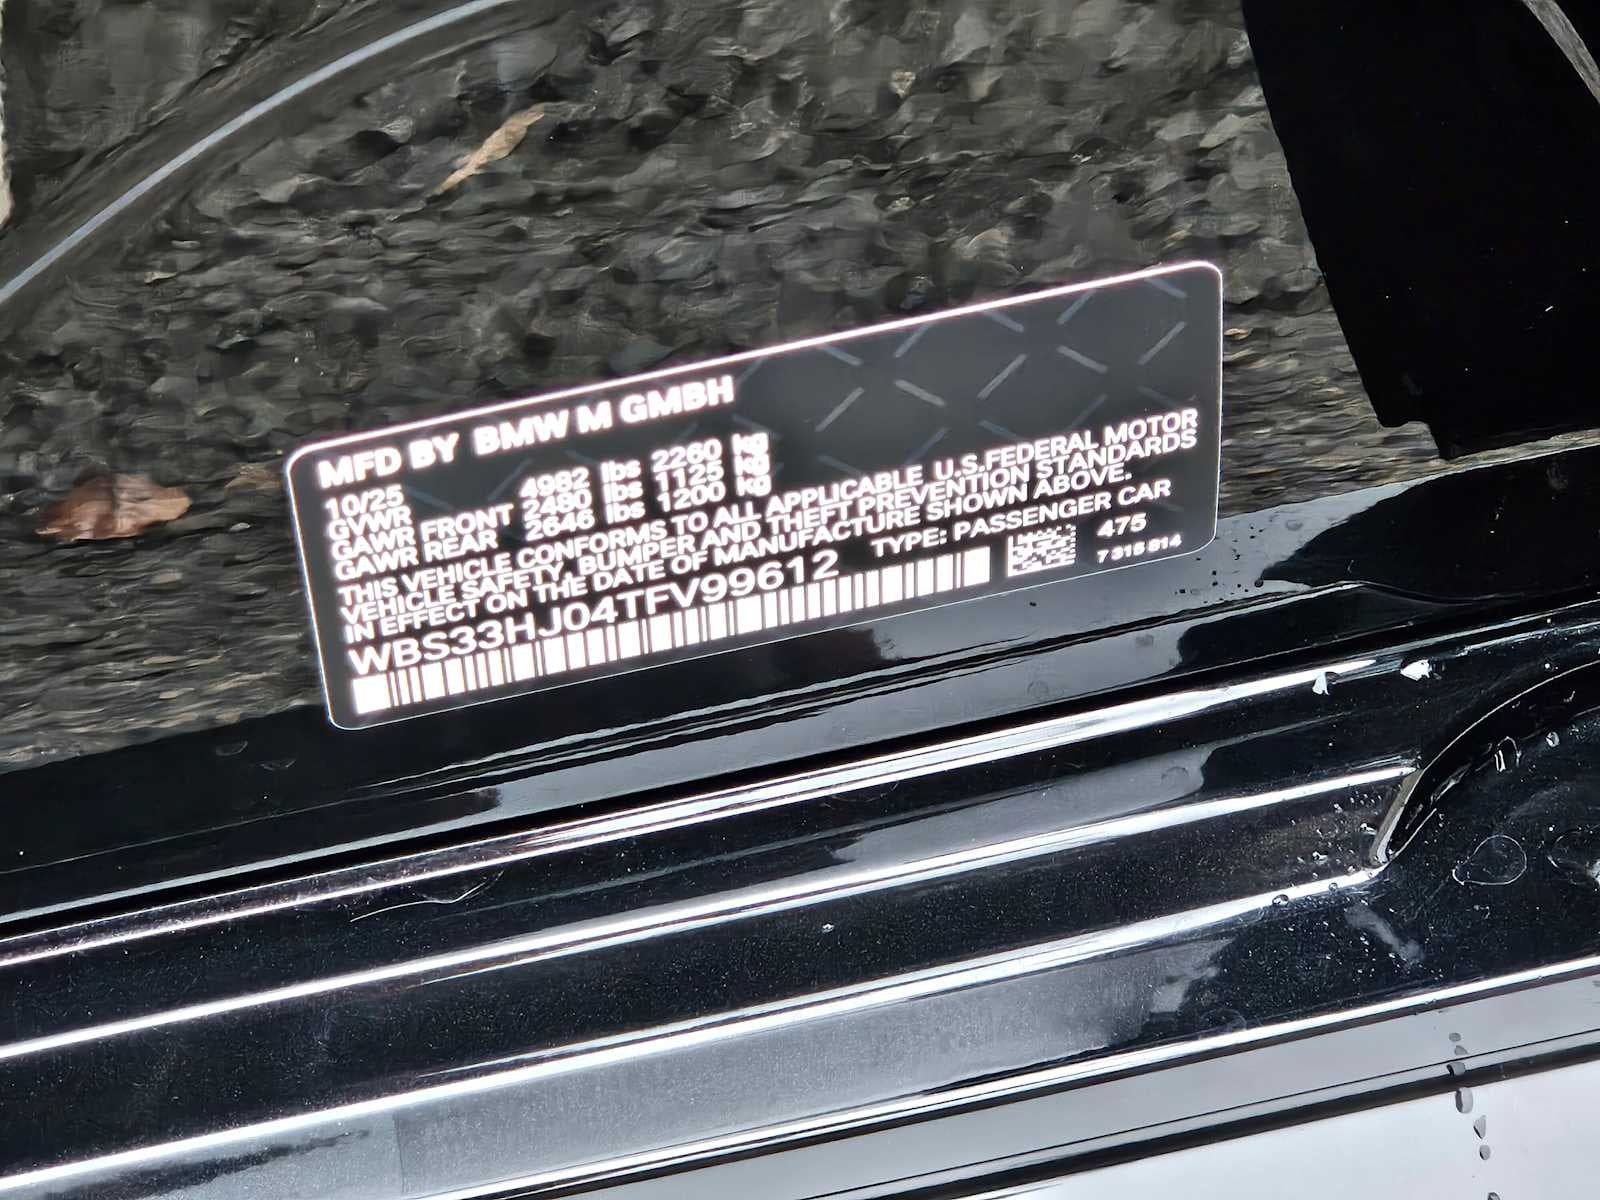 MFD BY BMW M GMBH
10/25
GVWR 4982 lbs 2260 kg
GAWR FRONT 2480 lbs 1125 kg
GAWR REAR 2646 lbs 1200 kg
THIS VEHICLE CONFORMS TO ALL APPLICABLE U.S.FEDERAL MOTOR
VEHICLE SAFETY, BUMPER AND THEFT PREVENTION STANDARDS
IN EFFECT ON THE DATE OF MANUFACTURE SHOWN ABOVE.
WBS33HJ04TFV99612 TYPE: PASSENGER CAR
475
7 315 814